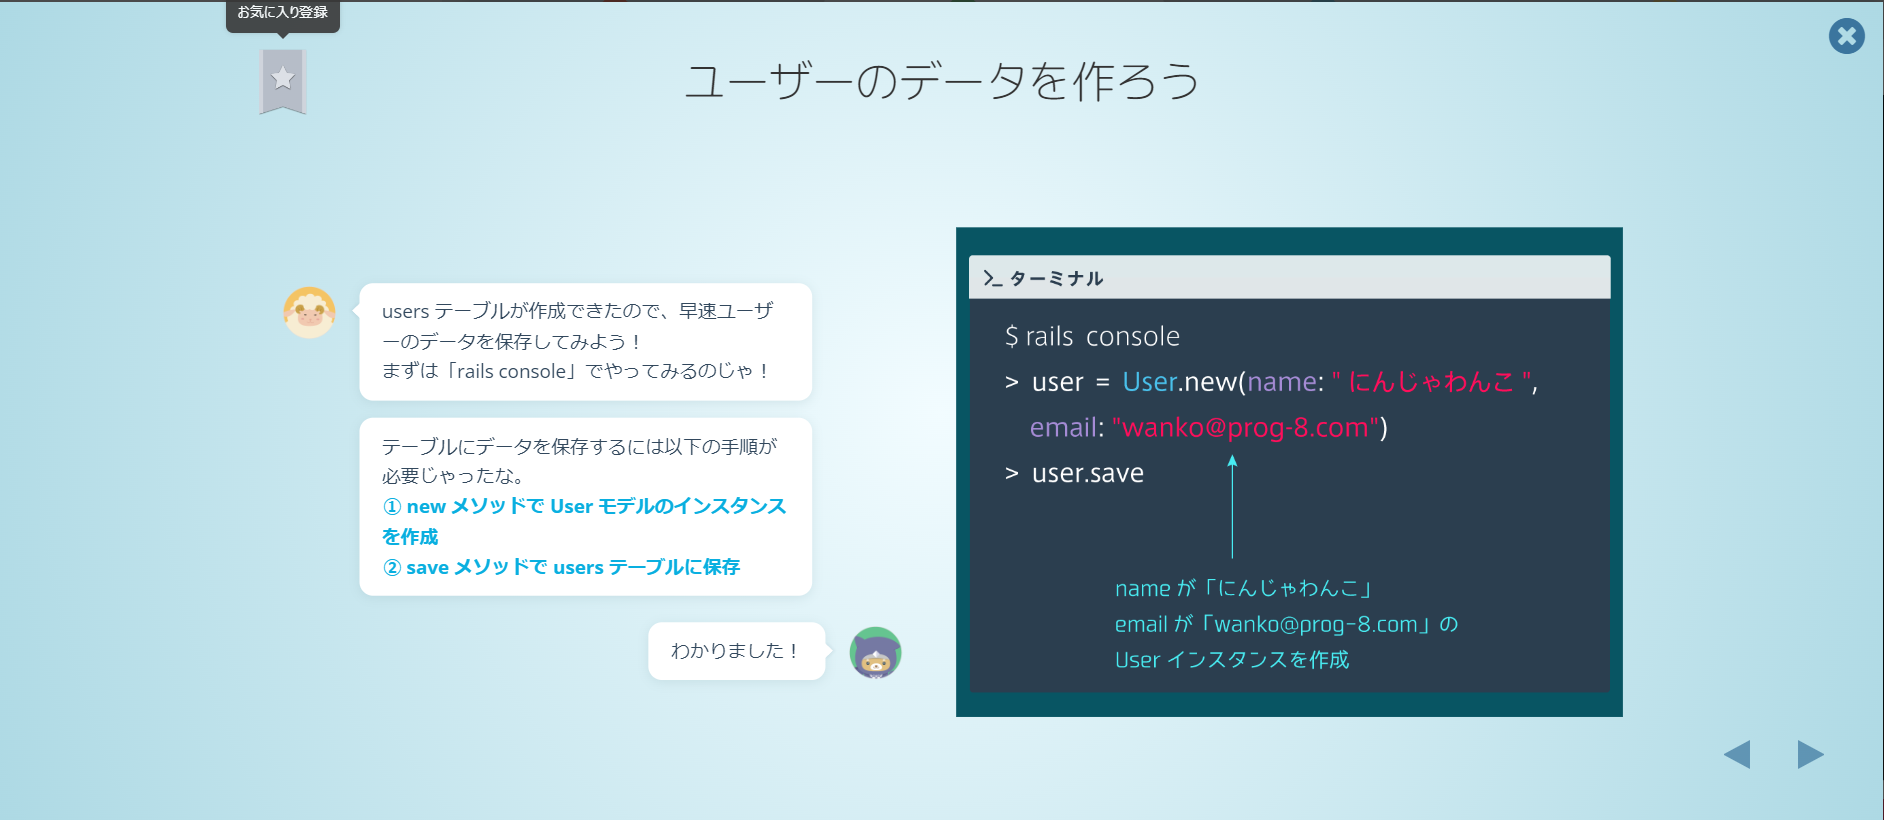 お気に入り登録
ユーザーのデータを作ろう
users テーブルが作成できたので、早速ユーザ
ーのデータを保存してみよう！
まずは「rails console」でやってみるのじゃ！
テーブルにデータを保存するには以下の手順が
必要じゃったな。
① new メソッドで User モデルのインスタンス
を作成
② save メソッドで users テーブルに保存
わかりました！
>_ ターミナル
$ rails console
> user = User.new(name: " にんじゃわんこ ",
email: "wanko@prog-8.com")
> user.save
name が「にんじゃわんこ」
email が「wanko@prog-8.com」の
User インスタンスを作成